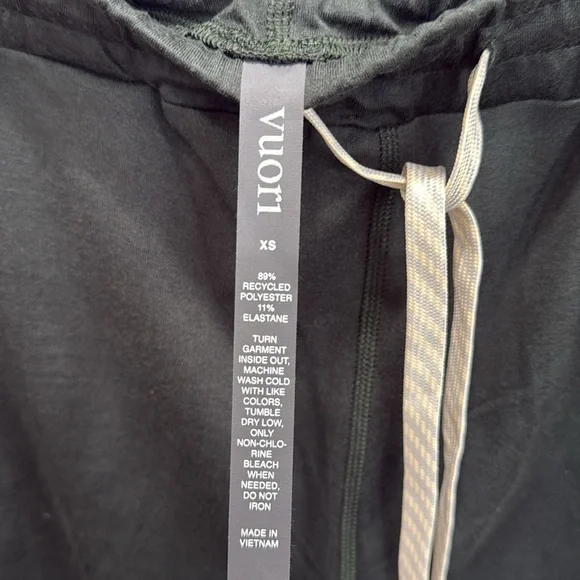 vuori
XS
89%
RECYCLED
POLYESTER
11%
ELASTANE
TURN
GARMENT
INSIDE OUT,
MACHINE
WASH COLD
WITH LIKE
COLORS,
TUMBLE
DRY LOW,
ONLY
NON-CHLO-
RINE
BLEACH
WHEN
NEEDED,
DO NOT
IRON
MADE IN
VIETNAM